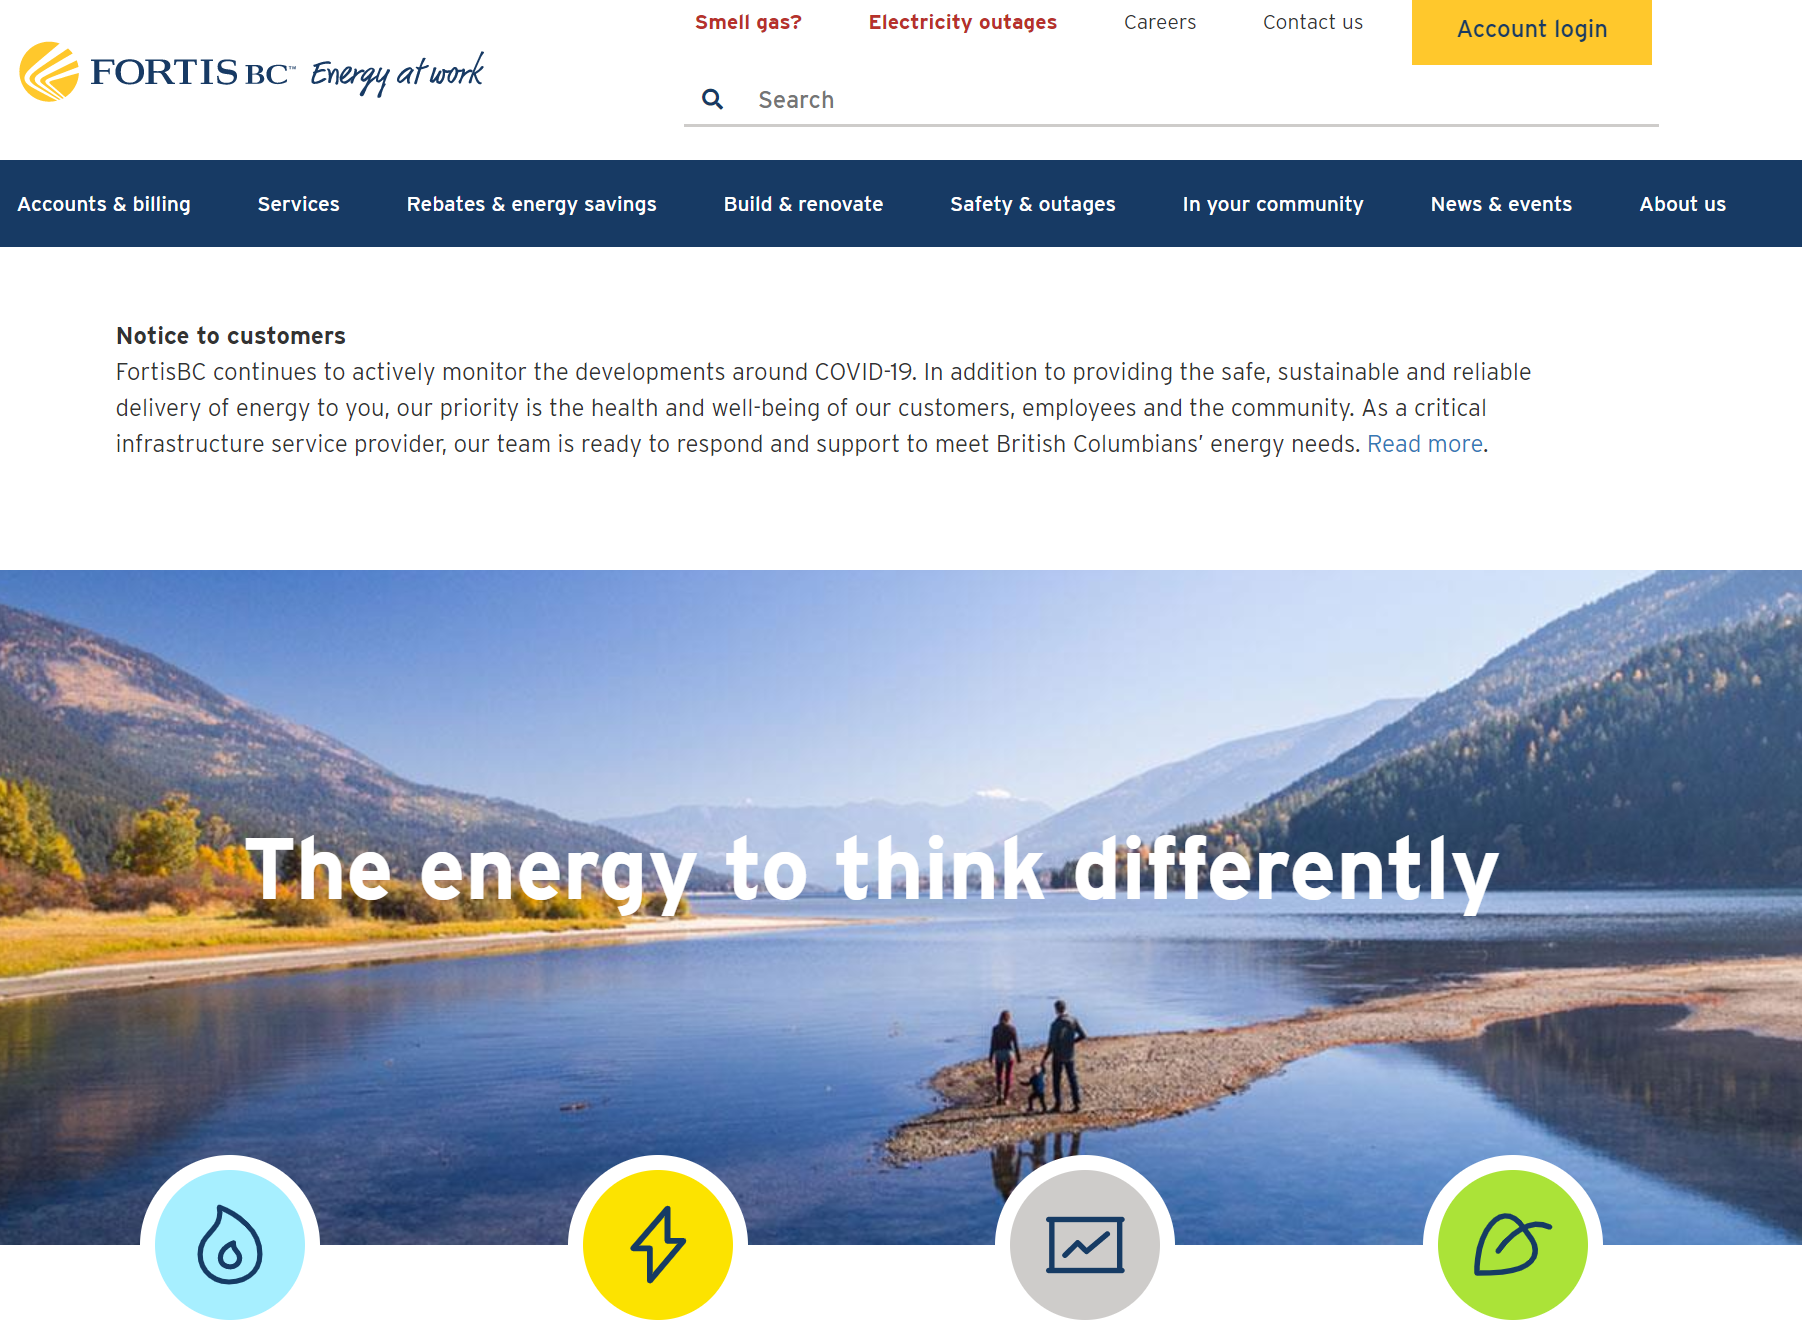 Smell gas?
Electricity outages
Careers
Contact us
Account login
FORTIS BC™ Energy at work
Search
Accounts & billing
Services
Rebates & energy savings
Build & renovate
Safety & outages
In your community
News & events
About us
Notice to customers
FortisBC continues to actively monitor the developments around COVID-19. In addition to providing the safe, sustainable and reliable
delivery of energy to you, our priority is the health and well-being of our customers, employees and the community. As a critical
infrastructure service provider, our team is ready to respond and support to meet British Columbians’ energy needs. Read more.
The energy to think differently